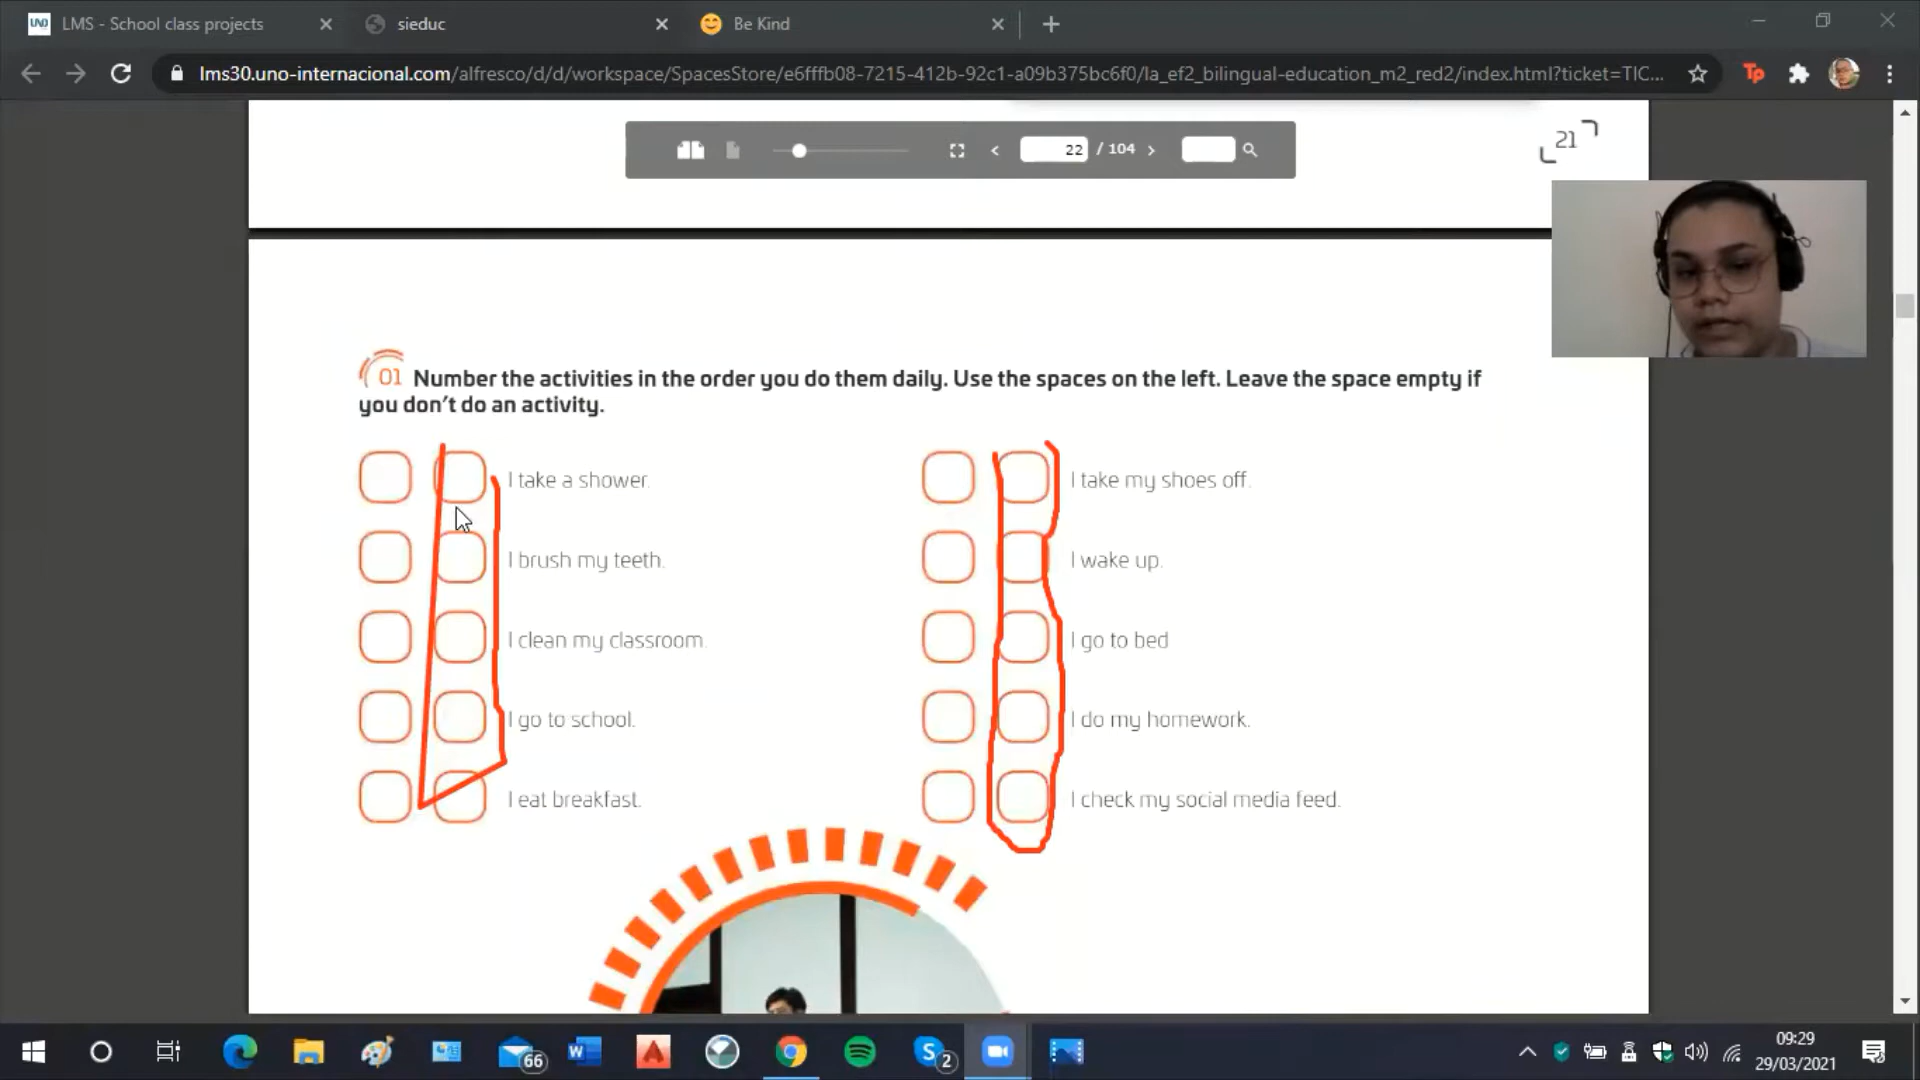 LMS - School class projects
sieduc
Be Kind
lms30.uno-internacional.com/alfresco/d/d/workspace/SpacesStore/e6fffb08-7215-412b-92c1-a09b375bc6f0/la_ef2_bilingual-education_m2_red2/index.html?ticket=TIC...
22 / 104
21
01 Number the activities in the order you do them daily. Use the spaces on the left. Leave the space empty if
you don't do an activity.
I take a shower.
I brush my teeth.
I clean my classroom.
I go to school.
I eat breakfast.
I take my shoes off.
I wake up.
I go to bed
I do my homework.
I check my social media feed.
66
2
09:29
29/03/2021